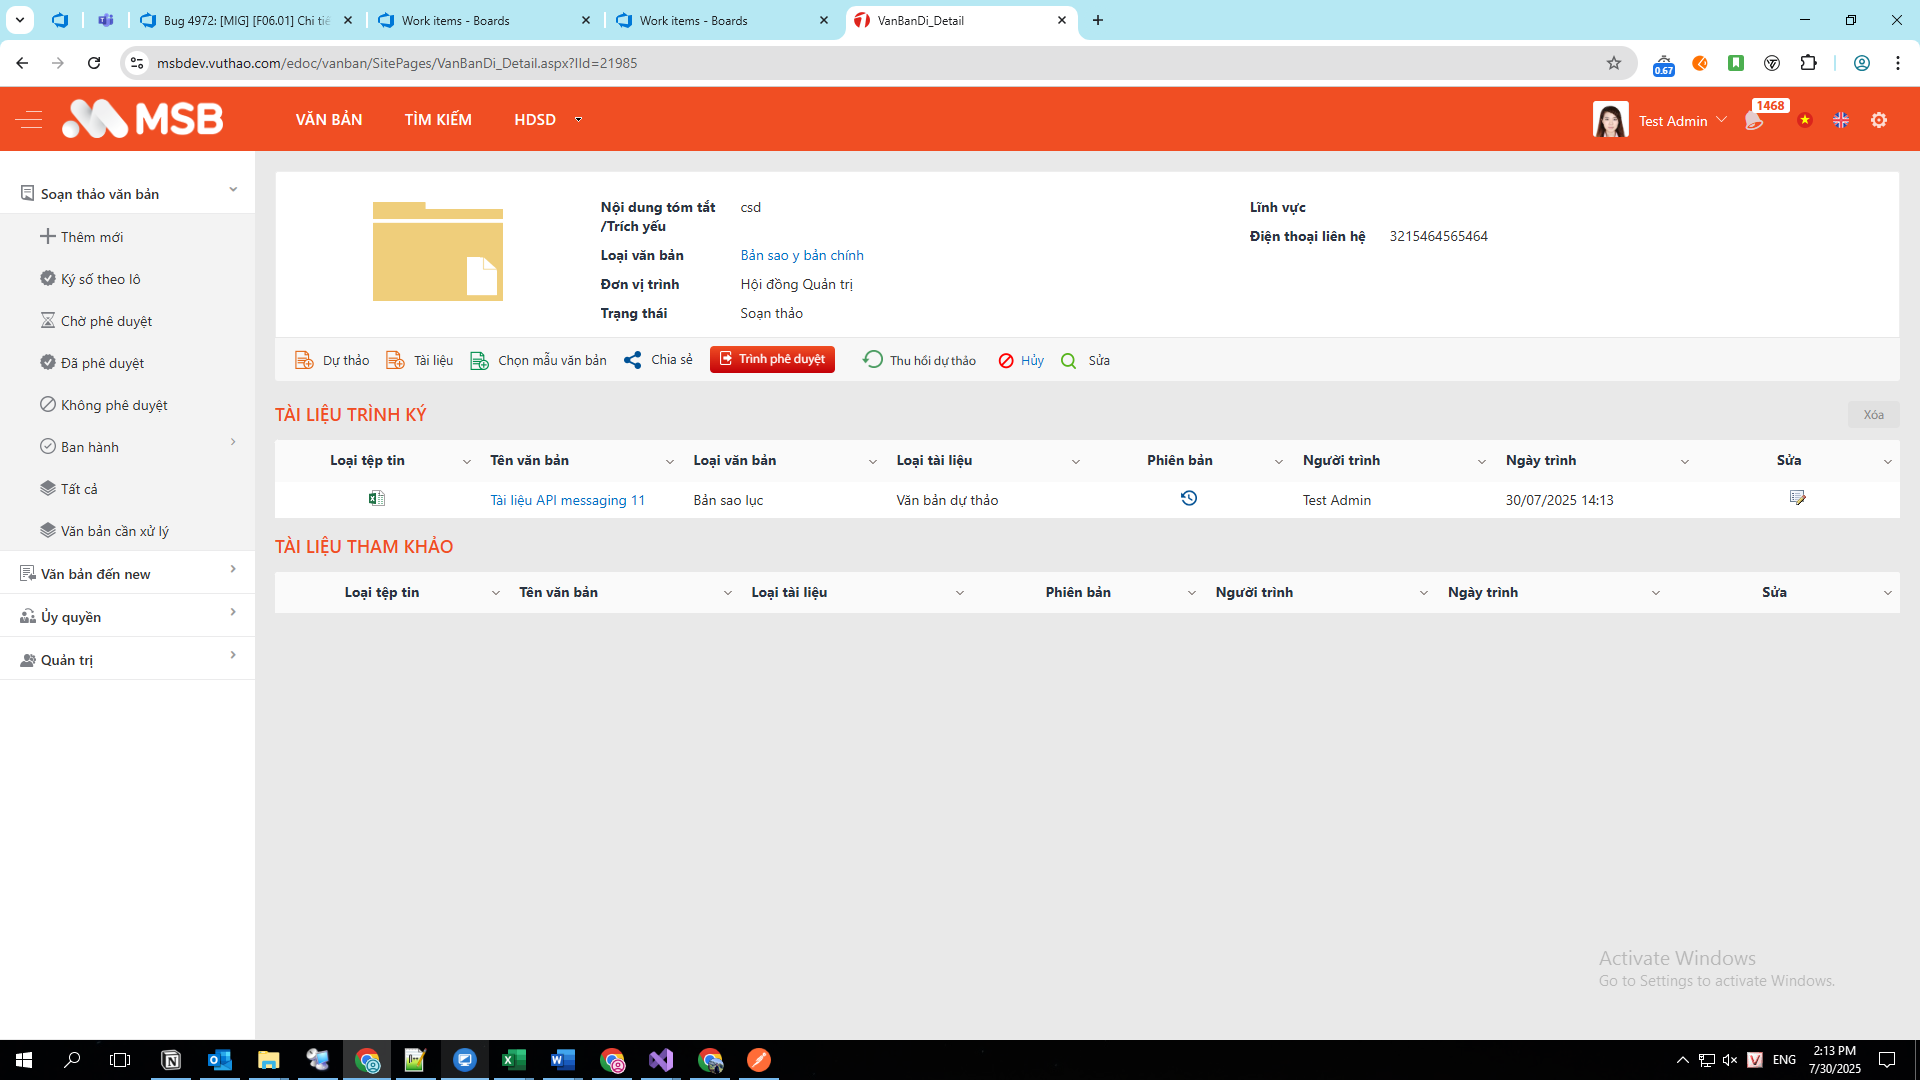 Bug 4972: [MIG] [F06.01] Chi tiế
Work items - Boards
Work items - Boards
VanBanDi_Detail
msbdev.vuthao.com/edoc/vanban/SitePages/VanBanDi_Detail.aspx?IId=21985
0.67
MSB
VĂN BẢN
TÌM KIẾM
HDSD
Test Admin
1468
Soạn thảo văn bản
Thêm mới
Ký số theo lô
Chờ phê duyệt
Đã phê duyệt
Không phê duyệt
Ban hành
Tất cả
Văn bản cần xử lý
Văn bản đến new
Ủy quyền
Quản trị
Nội dung tóm tắt
/Trích yếu
csd
Loại văn bản
Bản sao y bản chính
Đơn vị trình
Hội đồng Quản trị
Trạng thái
Soạn thảo
Lĩnh vực
Điện thoại liên hệ
3215464565464
Dự thảo
Tài liệu
Chọn mẫu văn bản
Chia sẻ
Trình phê duyệt
Thu hồi dự thảo
Hủy
Sửa
TÀI LIỆU TRÌNH KÝ
Xóa
Loại tệp tin
Tên văn bản
Loại văn bản
Loại tài liệu
Phiên bản
Người trình
Ngày trình
Sửa
Tài liệu API messaging 11
Bản sao lục
Văn bản dự thảo
Test Admin
30/07/2025 14:13
TÀI LIỆU THAM KHẢO
Loại tệp tin
Tên văn bản
Loại tài liệu
Phiên bản
Người trình
Ngày trình
Sửa
Activate Windows
Go to Settings to activate Windows.
ENG
2:13 PM
7/30/2025